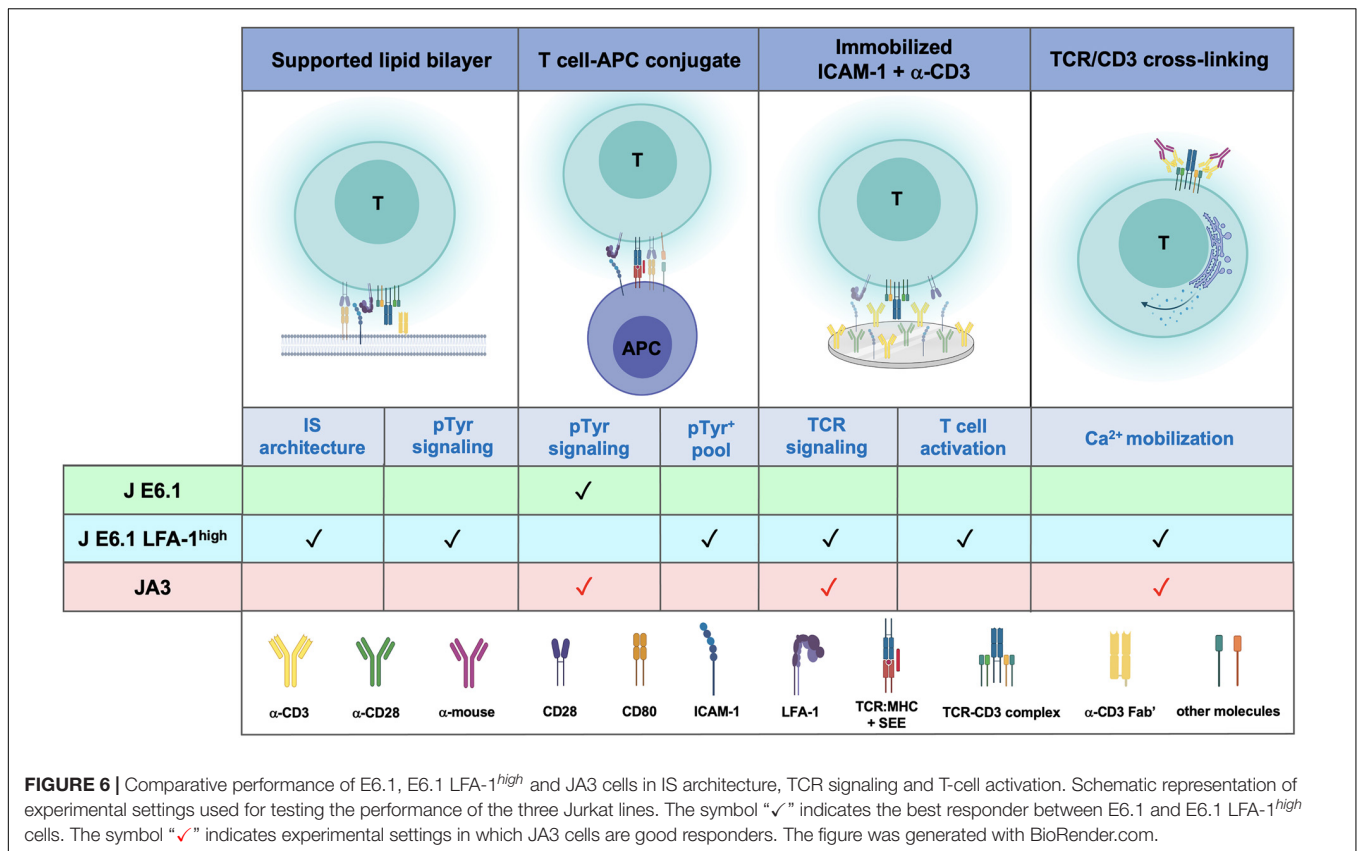 Supported lipid bilayer
T cell-APC conjugate
Immobilized
ICAM-1 + α-CD3
TCR/CD3 cross-linking
T
T
APC
T
T
IS
architecture
pTyr
signaling
pTyr
signaling
pTyr⁺
pool
TCR
signaling
T cell
activation
Ca²⁺ mobilization
J E6.1 ✓
J E6.1 LFA-1ʰⁱᵍʰ ✓ ✓ ✓ ✓ ✓ ✓
JA3 ✓ ✓ ✓
α-CD3
α-CD28
α-mouse
CD28
CD80
ICAM-1
LFA-1
TCR:MHC
+ SEE
TCR-CD3 complex
α-CD3 Fab'
other molecules
FIGURE 6 | Comparative performance of E6.1, E6.1 LFA-1ʰⁱᵍʰ and JA3 cells in IS architecture, TCR signaling and T-cell activation. Schematic representation of
experimental settings used for testing the performance of the three Jurkat lines. The symbol “✓” indicates the best responder between E6.1 and E6.1 LFA-1ʰⁱᵍʰ
cells. The symbol “✓” indicates experimental settings in which JA3 cells are good responders. The figure was generated with BioRender.com.